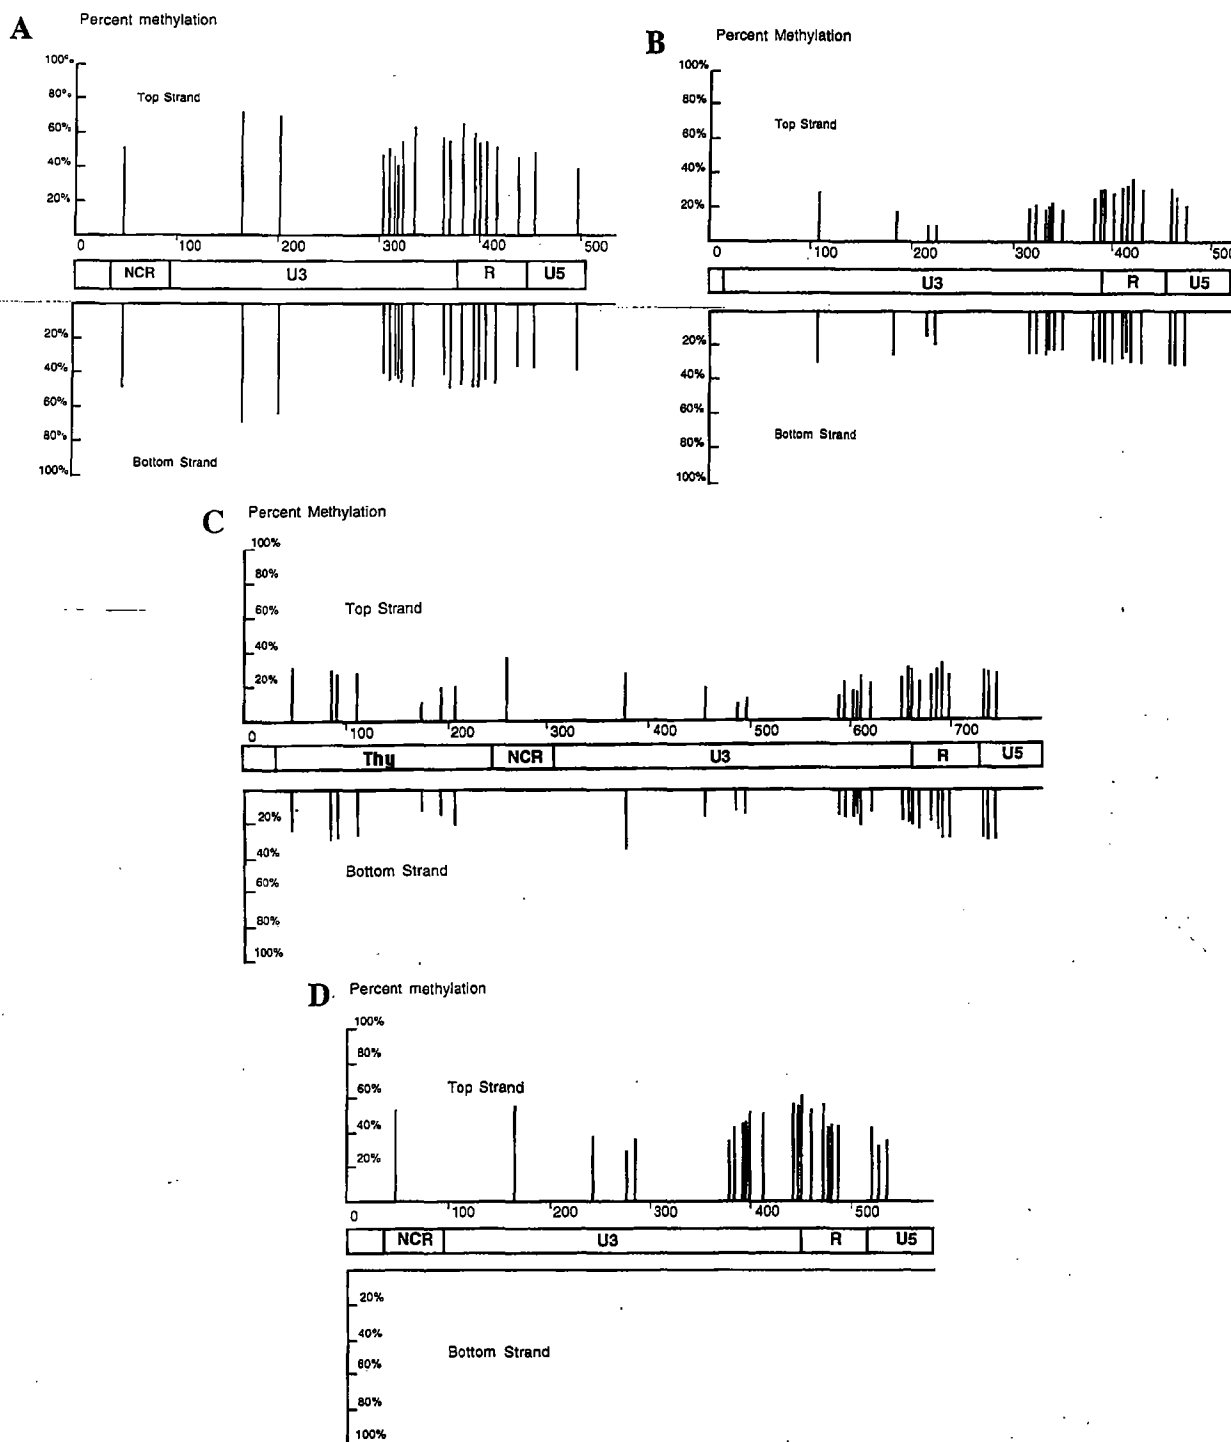 A
Percent methylation
100%
80%
60%
40%
20%
Top Strand
0 100 200 300 400 500
NCR U3 R U5
20%
40%
60%
80%
100%
Bottom Strand
B
Percent Methylation
100%
80%
60%
40%
20%
Top Strand
0 100 200 300 400 500
U3 R U5
20%
40%
60%
80%
100%
Bottom Strand
C
Percent Methylation
100%
80%
60%
40%
20%
Top Strand
0 100 200 300 400 500 600 700
Thy NCR U3 R U5
20%
40%
60%
80%
100%
Bottom Strand
D
Percent methylation
100%
80%
60%
40%
20%
Top Strand
0 100 200 300 400 500
NCR U3 R U5
20%
40%
60%
80%
100%
Bottom Strand